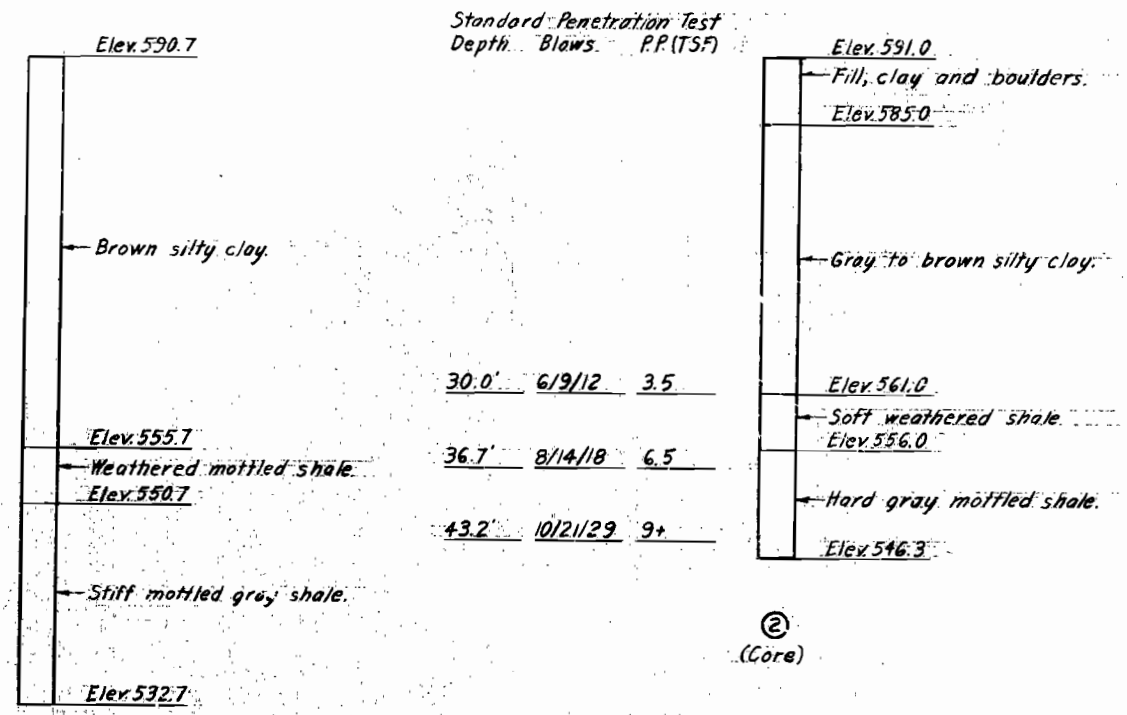 Elev. 590.7
Brown silty clay.
Elev. 555.7
Weathered mottled shale.
Elev. 550.7
Stiff mottled gray shale.
Elev. 532.7
Standard Penetration Test
Depth Blows P.P. (TSF)
30.0' 6/9/12 3.5
36.7' 8/14/18 6.5
43.2' 10/21/29 9+
Elev. 591.0
Fill, clay and boulders.
Elev. 585.0
Gray to brown silty clay.
Elev. 561.0
Soft weathered shale.
Elev. 556.0
Hard gray mottled shale.
Elev. 546.3
2
(Core)